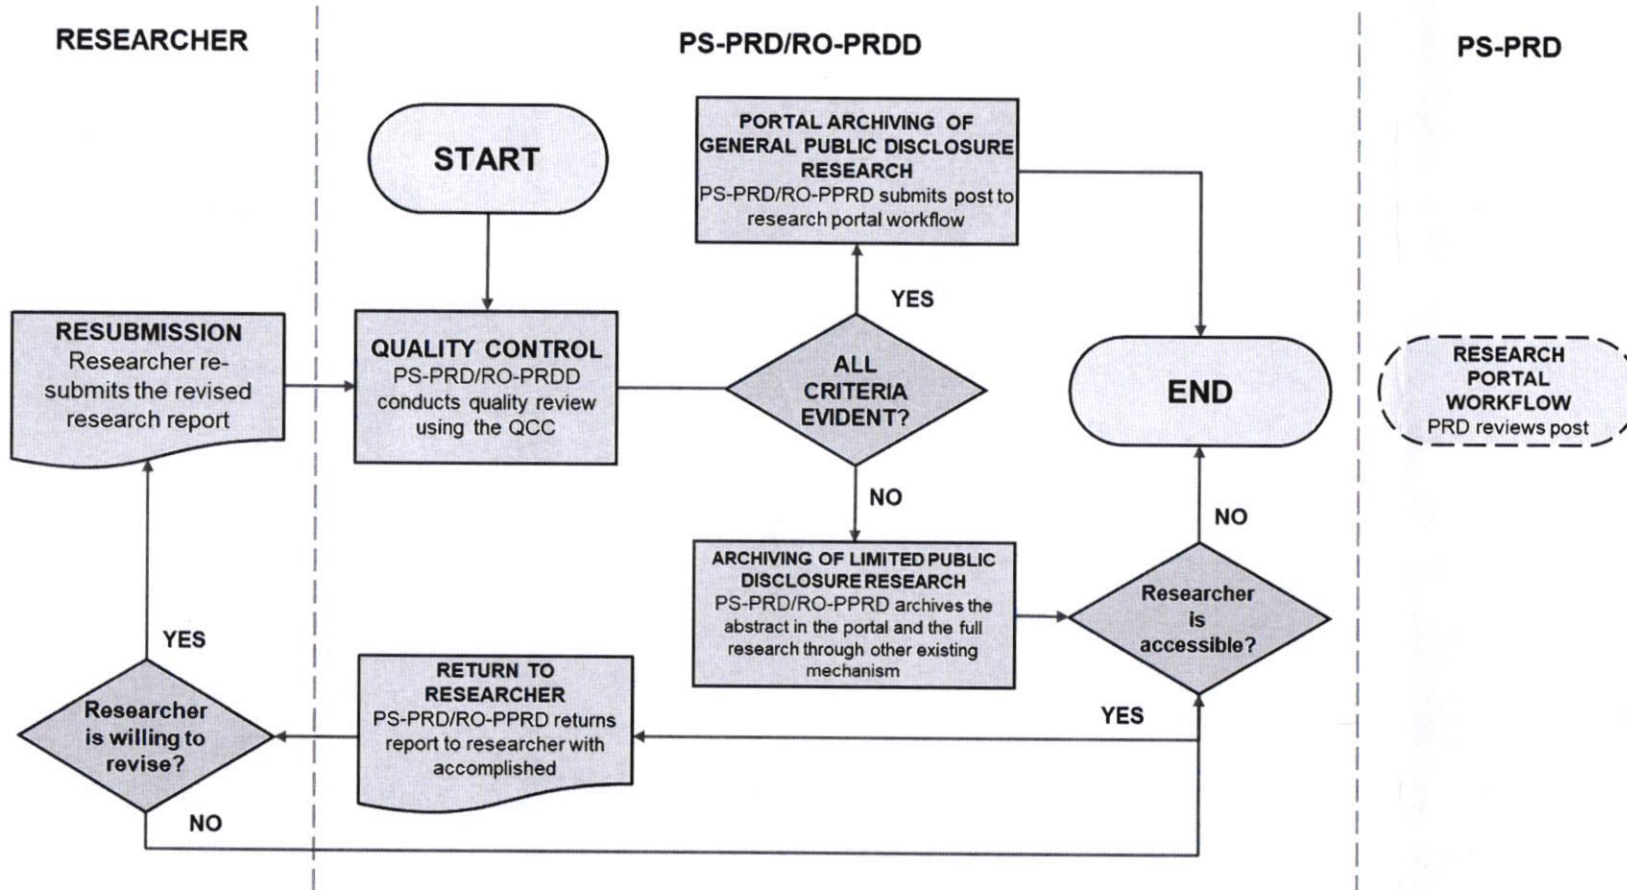 RESEARCHER
PS-PRD/RO-PRDD
PS-PRD
START
PORTAL ARCHIVING OF
GENERAL PUBLIC DISCLOSURE
RESEARCH
PS-PRD/RO-PPRD submits post to
research portal workflow
YES
RESUBMISSION
Researcher re-
submits the revised
research report
QUALITY CONTROL
PS-PRD/RO-PRDD
conducts quality review
using the QCC
ALL
CRITERIA
EVIDENT?
END
RESEARCH
PORTAL
WORKFLOW
PRD reviews post
NO
NO
ARCHIVING OF LIMITED PUBLIC
DISCLOSURE RESEARCH
PS-PRD/RO-PPRD archives the
abstract in the portal and the full
research through other existing
mechanism
Researcher
is
accessible?
YES
YES
RETURN TO
RESEARCHER
PS-PRD/RO-PPRD returns
report to researcher with
accomplished
Researcher
is willing to
revise?
NO